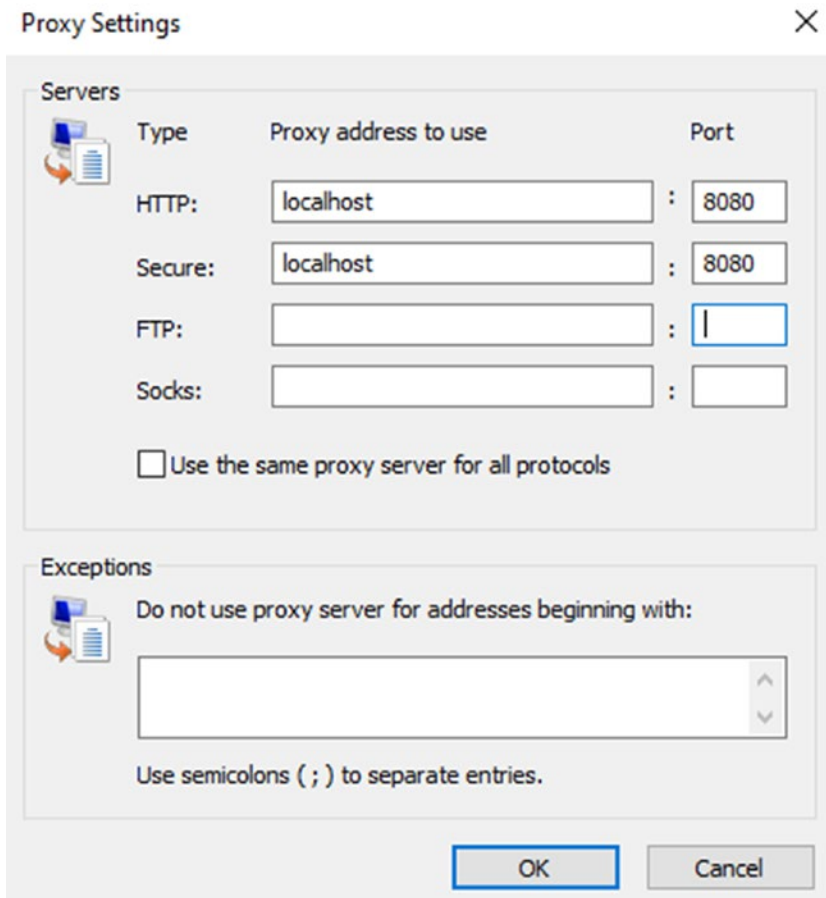 Proxy Settings
Servers
Type Proxy address to use Port
HTTP: localhost : 8080
Secure: localhost : 8080
FTP: :
Socks: :
Use the same proxy server for all protocols
Exceptions
Do not use proxy server for addresses beginning with:
Use semicolons ( ; ) to separate entries.
OK Cancel